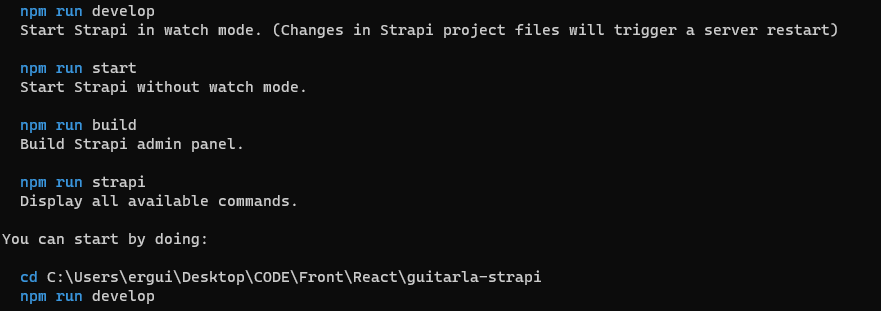 npm run develop
Start Strapi in watch mode. (Changes in Strapi project files will trigger a server restart)
npm run start
Start Strapi without watch mode.
npm run build
Build Strapi admin panel.
npm run strapi
Display all available commands.
You can start by doing:
cd C:\Users\ergui\Desktop\CODE\Front\React\guitarla-strapi
npm run develop